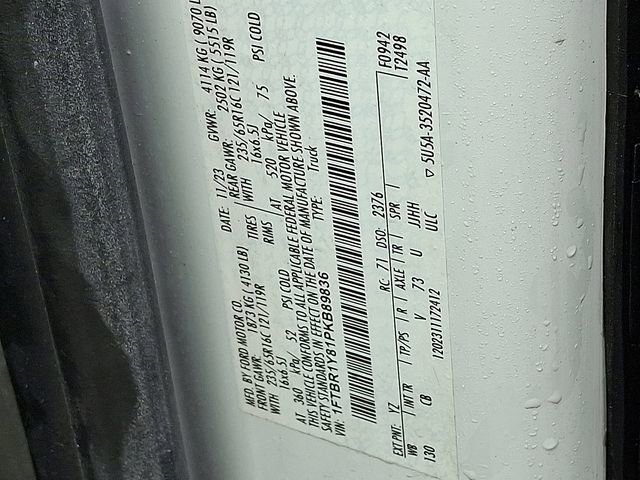 MFD. BY FORD MOTOR CO.
DATE: 11/23 GVWR: 4114 KG ( 9070 L
FRONT GAWR: 1873 KG ( 4130 LB) REAR GAWR: 2502 KG ( 5515 LB)
WITH 235/65R16C 121/119R TIRES WITH 235/65R16C 121/119R
16x6.5J RIMS 16x6.5J
AT 360 kPa/ 52 PSI COLD AT 520 kPa/ 75 PSI COLD
THIS VEHICLE CONFORMS TO ALL APPLICABLE FEDERAL MOTOR VEHICLE
SAFETY STANDARDS IN EFFECT ON THE DATE OF MANUFACTURE SHOWN ABOVE.
VIN: 1FTBR1Y81PKB89836 TYPE: Truck
EXT PNT: YZ RC: 71 DSO: 2376 F0942
WB | INT TR | TP/PS | R | AXLE | TR | SPR | 12498
130 CB V 73 U JJHH
120231172412 ULC
▽ 5U5A-3520472-AA